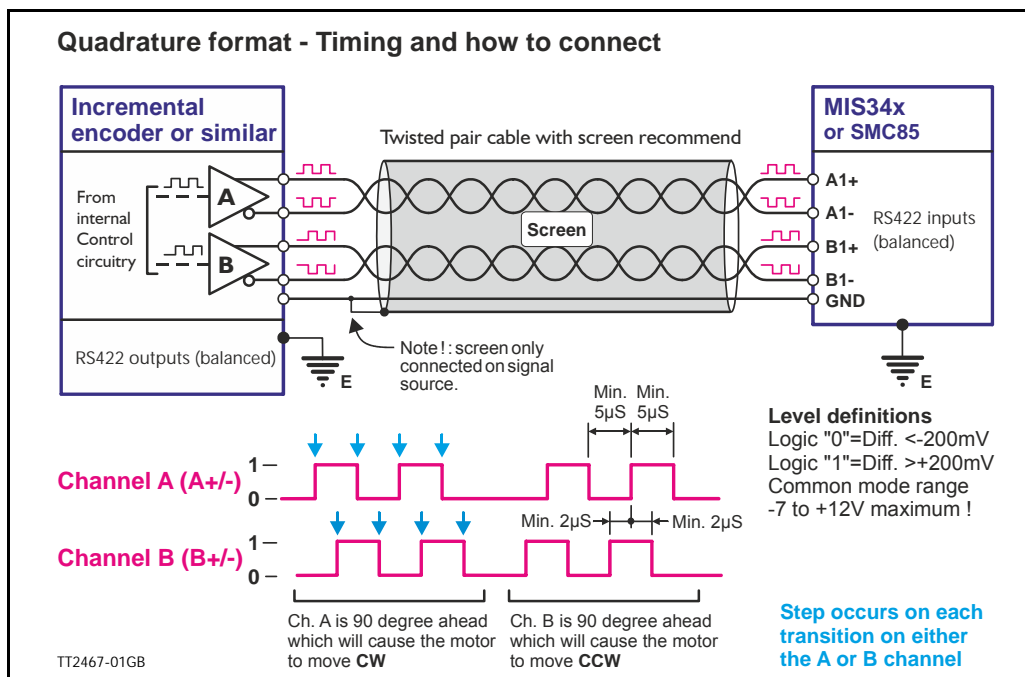 Quadrature format - Timing and how to connect
Incremental
encoder or similar
From
internal
Control
circuitry
A
B
RS422 outputs (balanced)
E
Twisted pair cable with screen recommend
Screen
Note ! : screen only
connected on signal
source.
MIS34x
or SMC85
A1+
A1-
B1+
B1-
GND
RS422 inputs
(balanced)
E
Min.
5µS
Min.
5µS
Level definitions
Logic "0"=Diff. <-200mV
Logic "1"=Diff. >+200mV
Common mode range
-7 to +12V maximum !
Channel A (A+/-)
1
0
Min. 2µS
Min. 2µS
Channel B (B+/-)
1
0
Ch. A is 90 degree ahead
which will cause the motor
to move CW
Ch. B is 90 degree ahead
which will cause the motor
to move CCW
Step occurs on each
transition on either
the A or B channel
TT2467-01GB